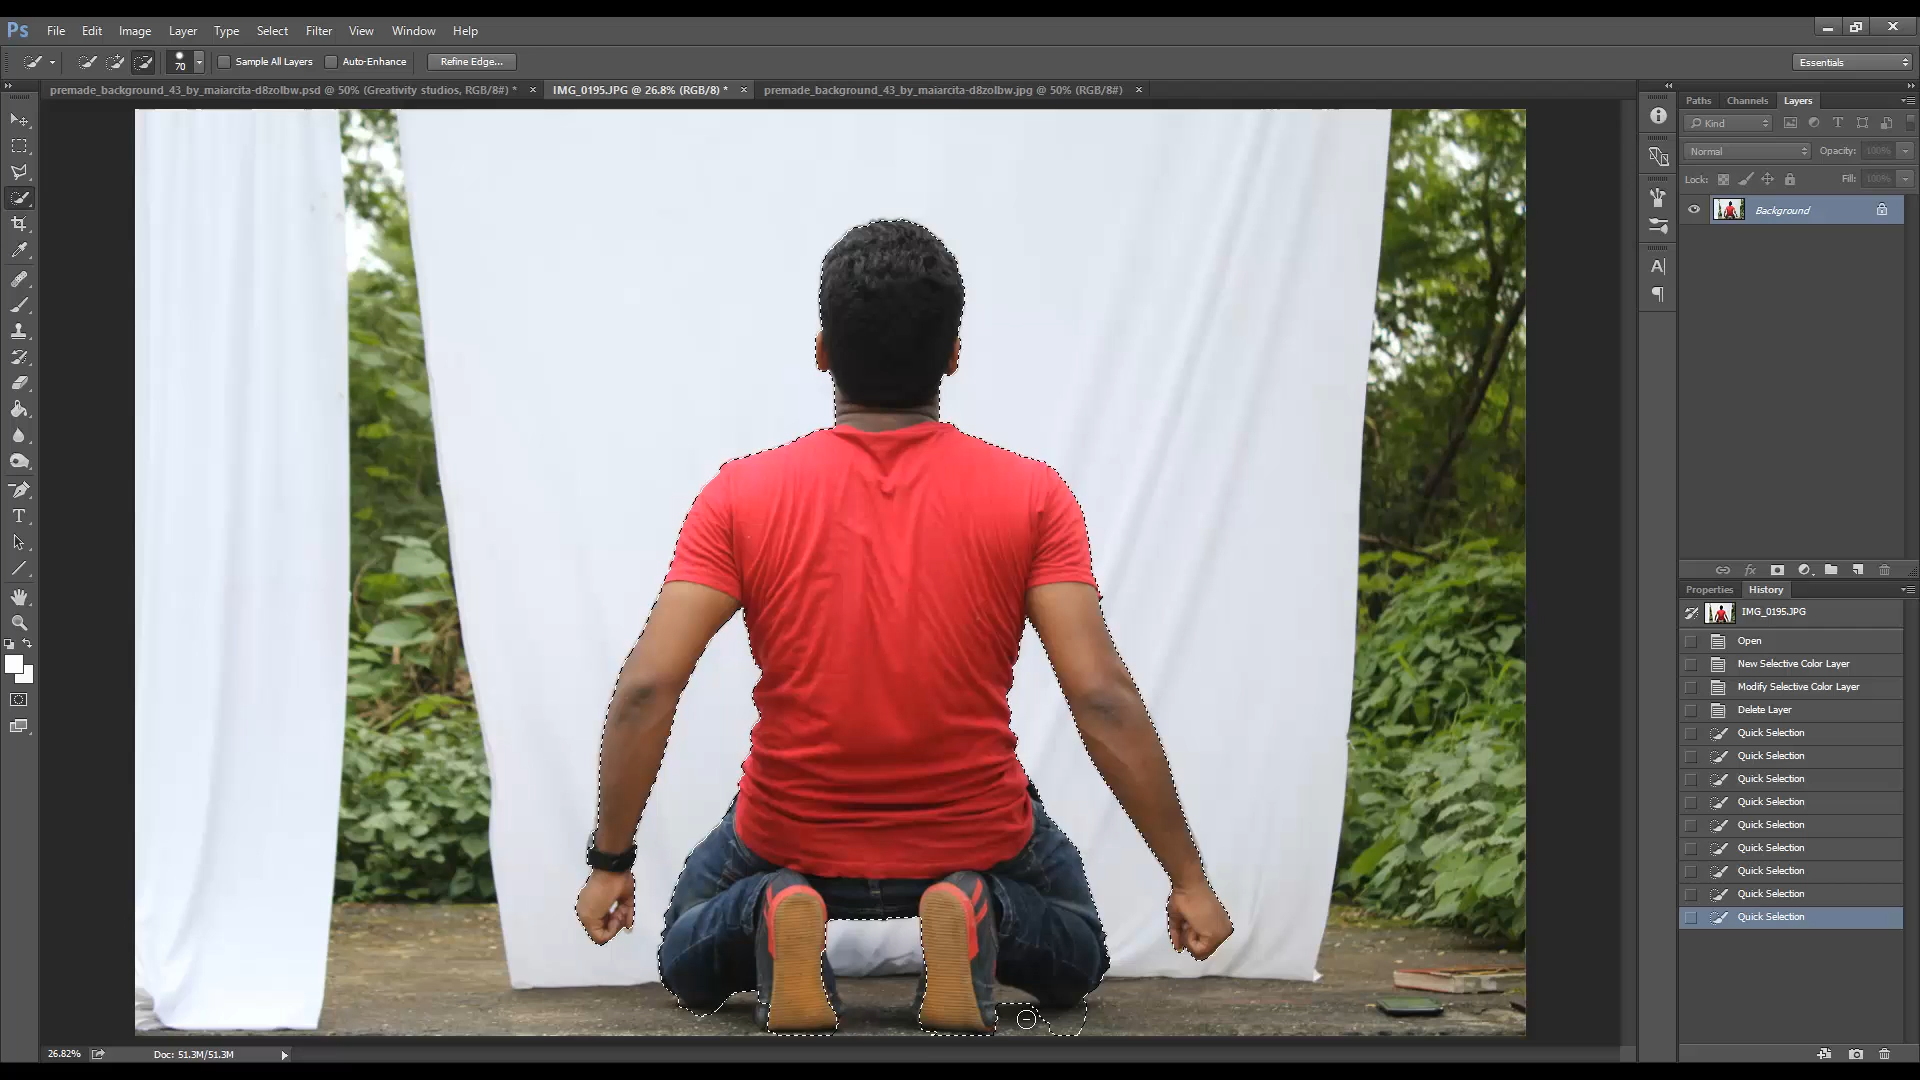 Ps File Edit Image Layer Type Select Filter View Window Help
70 Sample All Layers Auto-Enhance Refine Edge... Essentials
premade_background_43_by_maiarcita-d8zolbw.psd @ 50% (Greativity studios, RGB/8#) * × IMG_0195.JPG @ 26.8% (RGB/8) * × premade_background_43_by_maiarcita-d8zolbw.jpg @ 50% (RGB/8#) ×
Paths Channels Layers
Kind
Normal Opacity: 100%
Lock: Fill: 100%
Background
fx
Properties History
IMG_0195.JPG
Open
New Selective Color Layer
Modify Selective Color Layer
Delete Layer
Quick Selection
Quick Selection
Quick Selection
Quick Selection
Quick Selection
Quick Selection
Quick Selection
Quick Selection
Quick Selection
26.82% Doc: 51.3M/51.3M